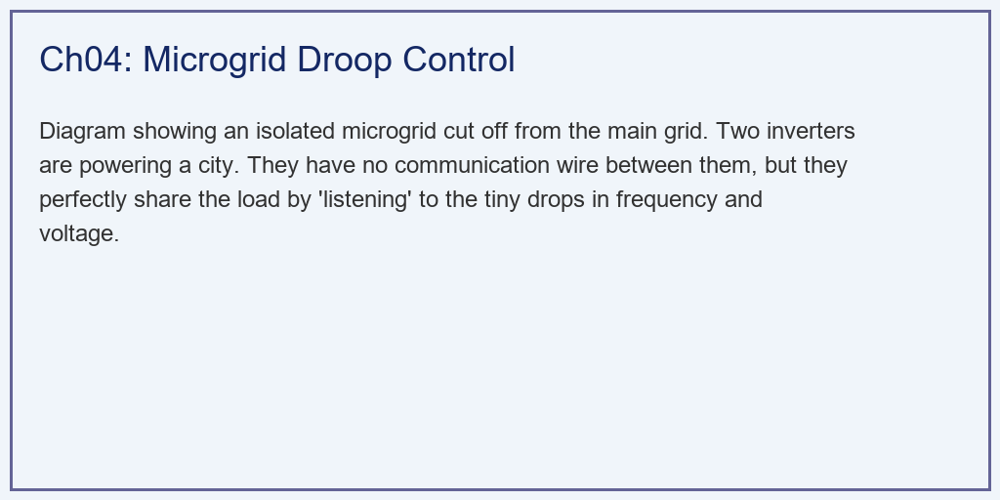 Ch04: Microgrid Droop Control
Diagram showing an isolated microgrid cut off from the main grid. Two inverters
are powering a city. They have no communication wire between them, but they
perfectly share the load by 'listening' to the tiny drops in frequency and
voltage.